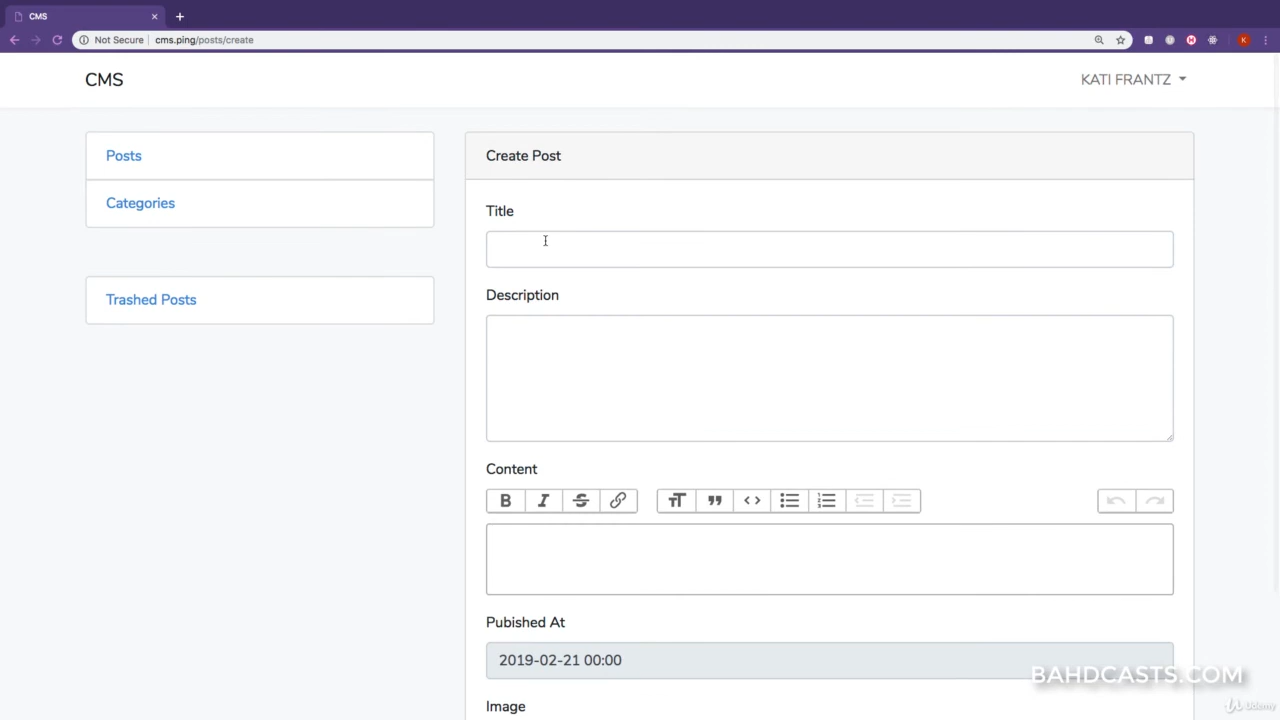 CMS
Not Secure
cms.ping/posts/create
K
CMS
KATI FRANTZ
Posts
Categories
Trashed Posts
Create Post
Title
Description
Content
B I S
Pubished At
2019-02-21 00:00
Image
BAHDCASTS.COM
Udemy